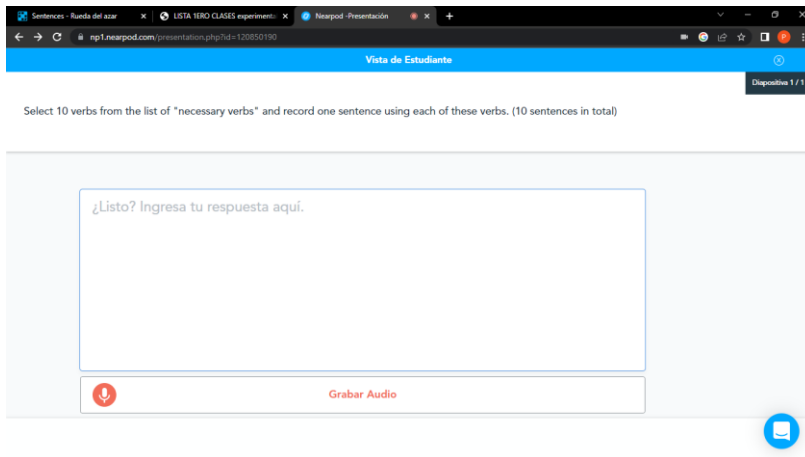 Sentences - Rueda del azar
LISTA 1ERO CLASES experimenta
Nearpod -Presentación
np1.nearpod.com/presentation.php?id=120850190
Vista de Estudiante
Diapositiva 1 / 1
Select 10 verbs from the list of "necessary verbs" and record one sentence using each of these verbs. (10 sentences in total)
¿Listo? Ingresa tu respuesta aquí.
Grabar Audio